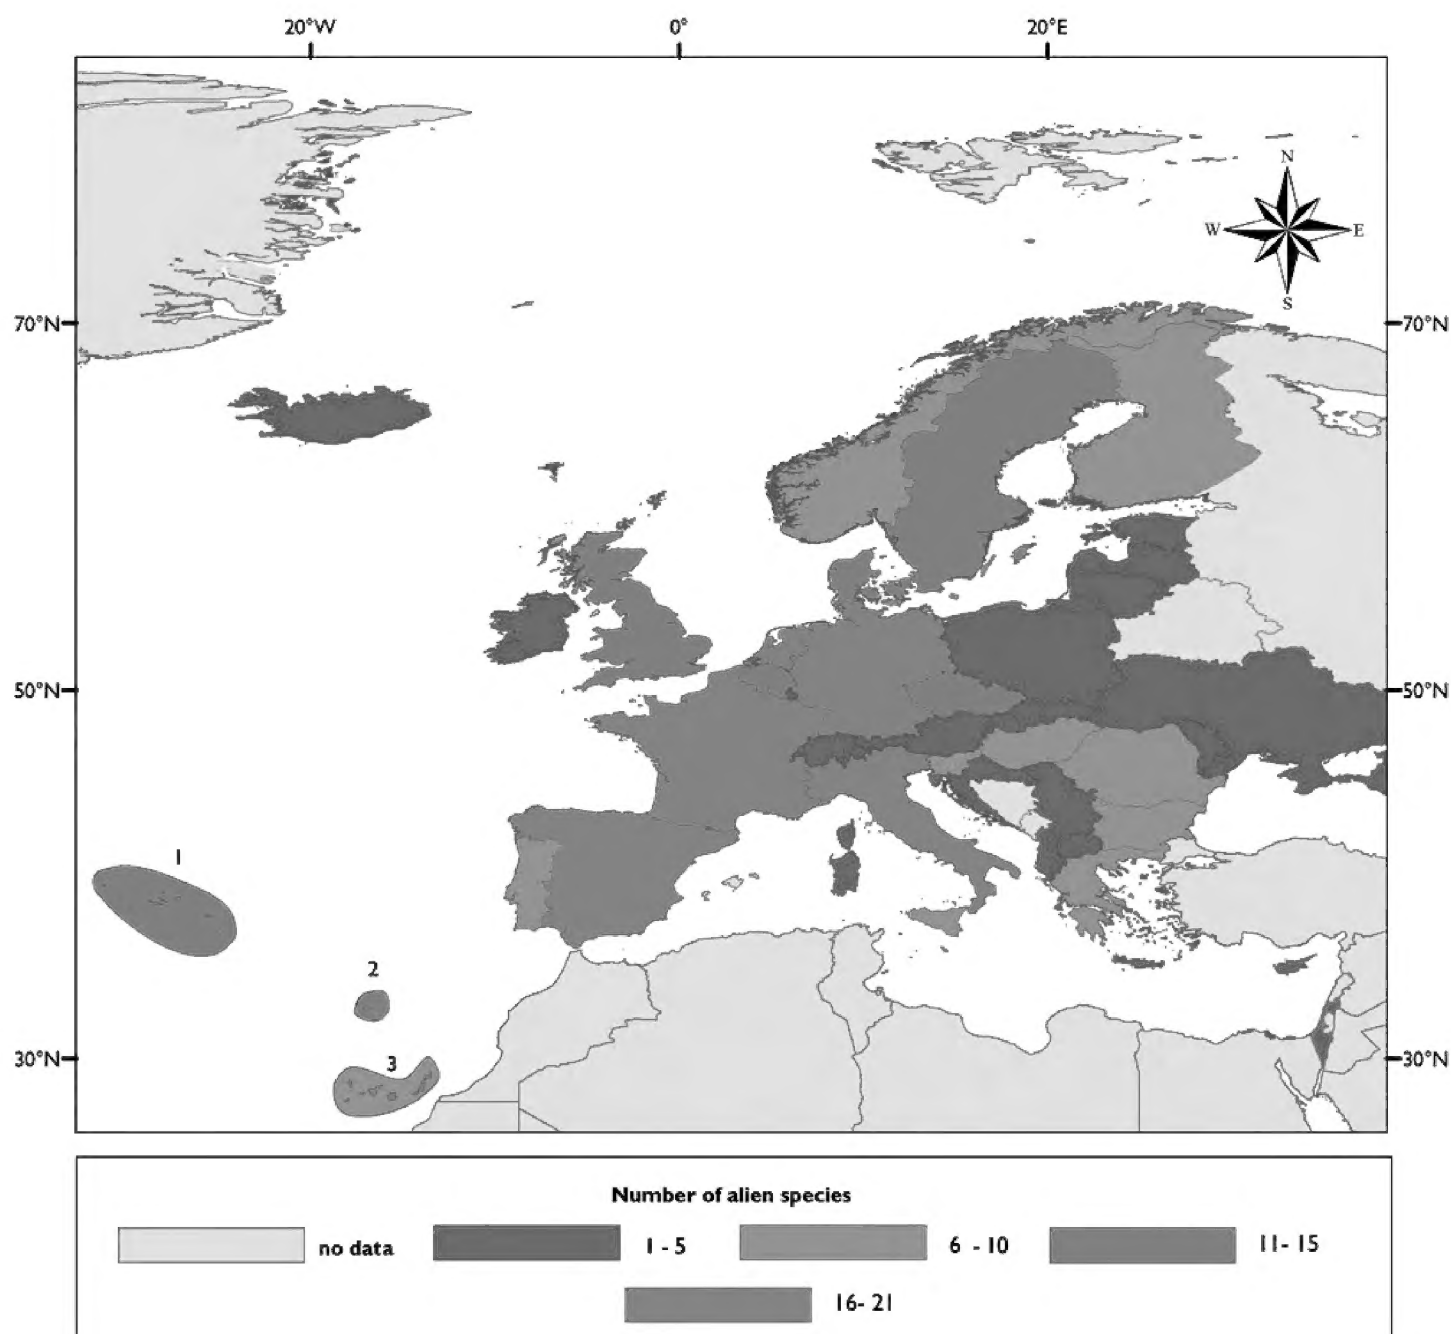 20°W 0° 20°E
N
W E
S
70°N 70°N
50°N 50°N
1
2
3
30°N 30°N
Number of alien species
no data 1 - 5 6 - 10 11- 15
16- 21